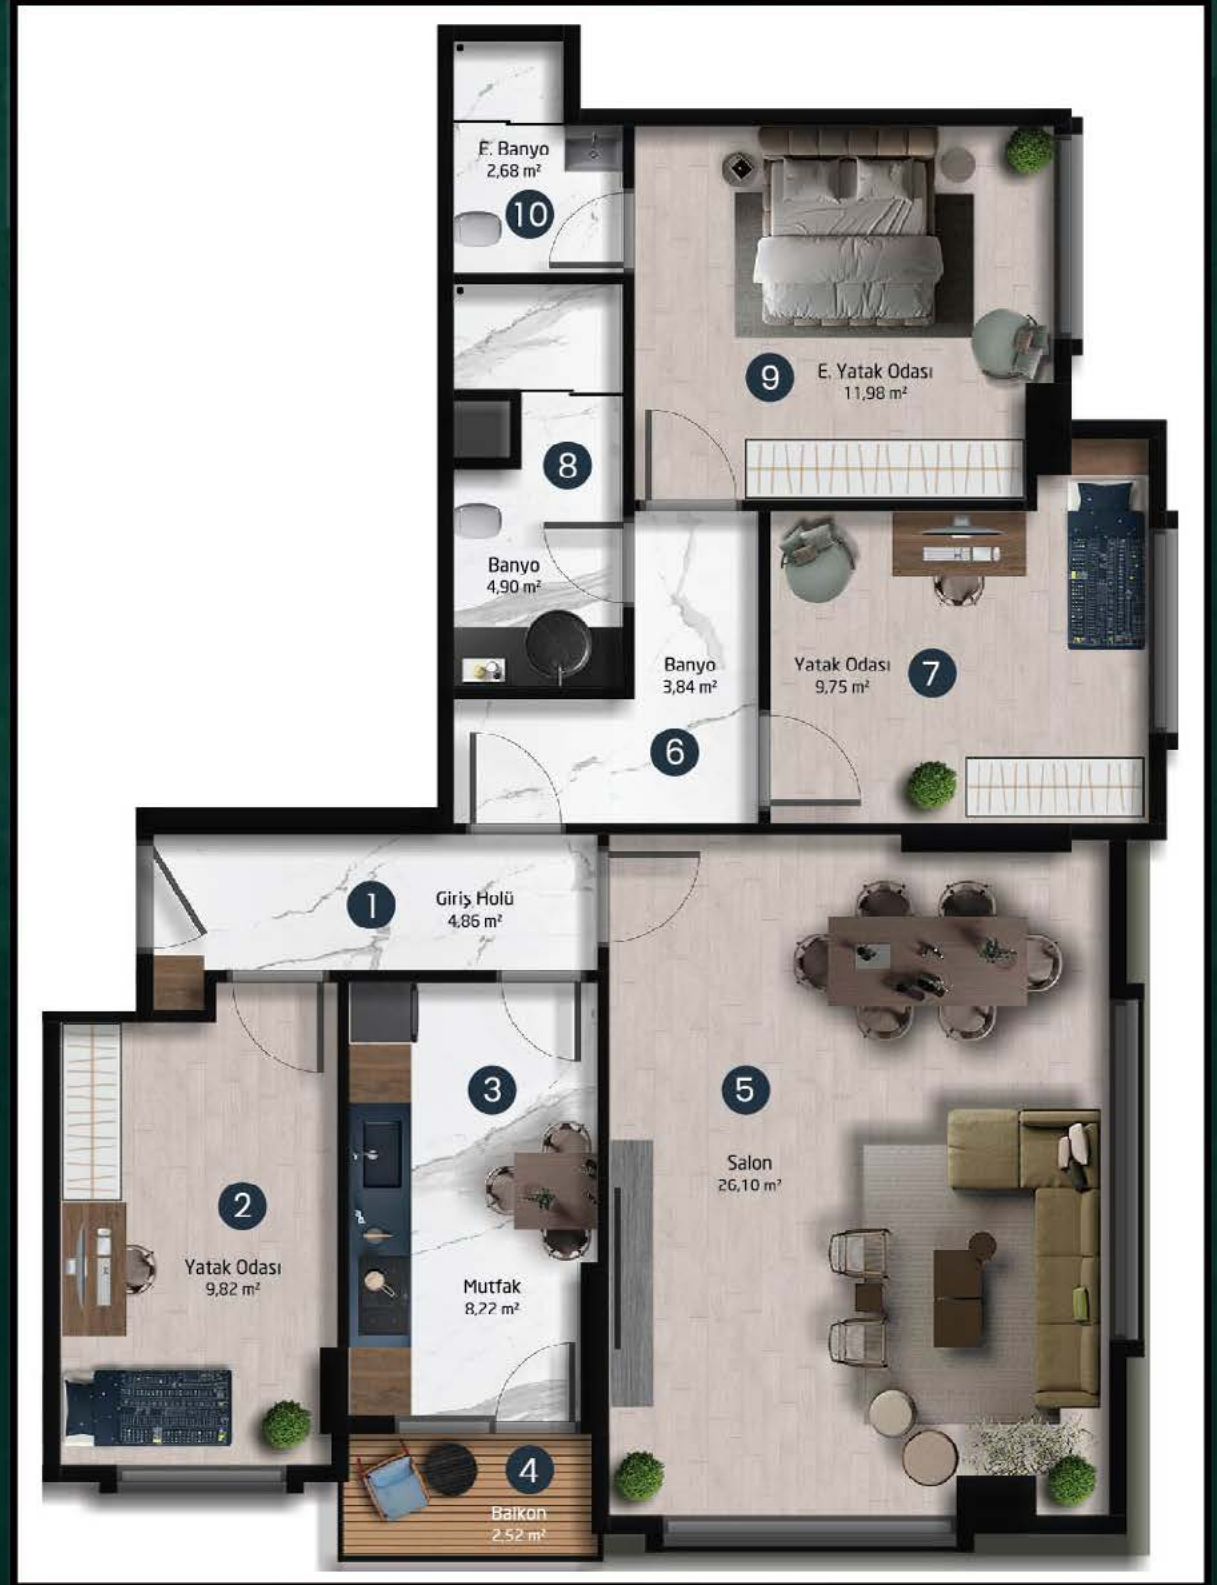 E. Banyo
2,68 m²
10
9
E. Yatak Odası
11,98 m²
8
Banyo
4,90 m²
Banyo
3,84 m²
6
Yatak Odası
9,75 m²
7
1
Giriş Holü
4,86 m²
2
Yatak Odası
9,82 m²
3
Mutfak
8,22 m²
5
Salon
26,10 m²
4
Balkon
2,52 m²